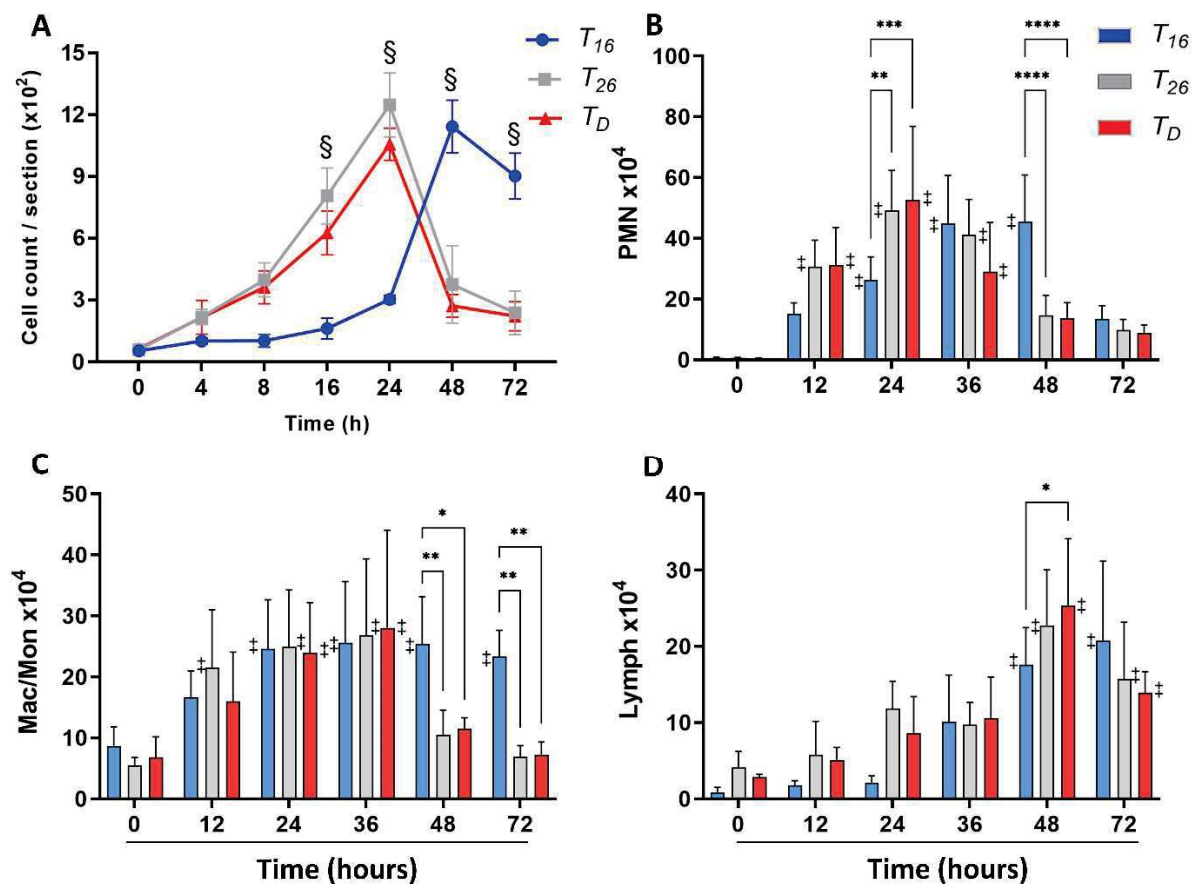 A
Cell count / section (x10²)
15
12
9
6
3
0
§ § § §
T16
T26
TD
0 4 8 16 24 48 72
Time (h)
B
PMN x10⁴
100
80
60
40
20
0
*** ****
** ****
T16
T26
TD
‡ ‡ ‡ ‡ ‡ ‡ ‡ ‡ ‡
0 12 24 36 48 72
C
Mac/Mon x10⁴
50
40
30
20
10
0
* **
** **
‡ ‡ ‡ ‡ ‡ ‡ ‡ ‡ ‡
0 12 24 36 48 72
Time (hours)
D
Lymph x10⁴
40
30
20
10
0
*
‡ ‡ ‡ ‡ ‡ ‡
0 12 24 36 48 72
Time (hours)